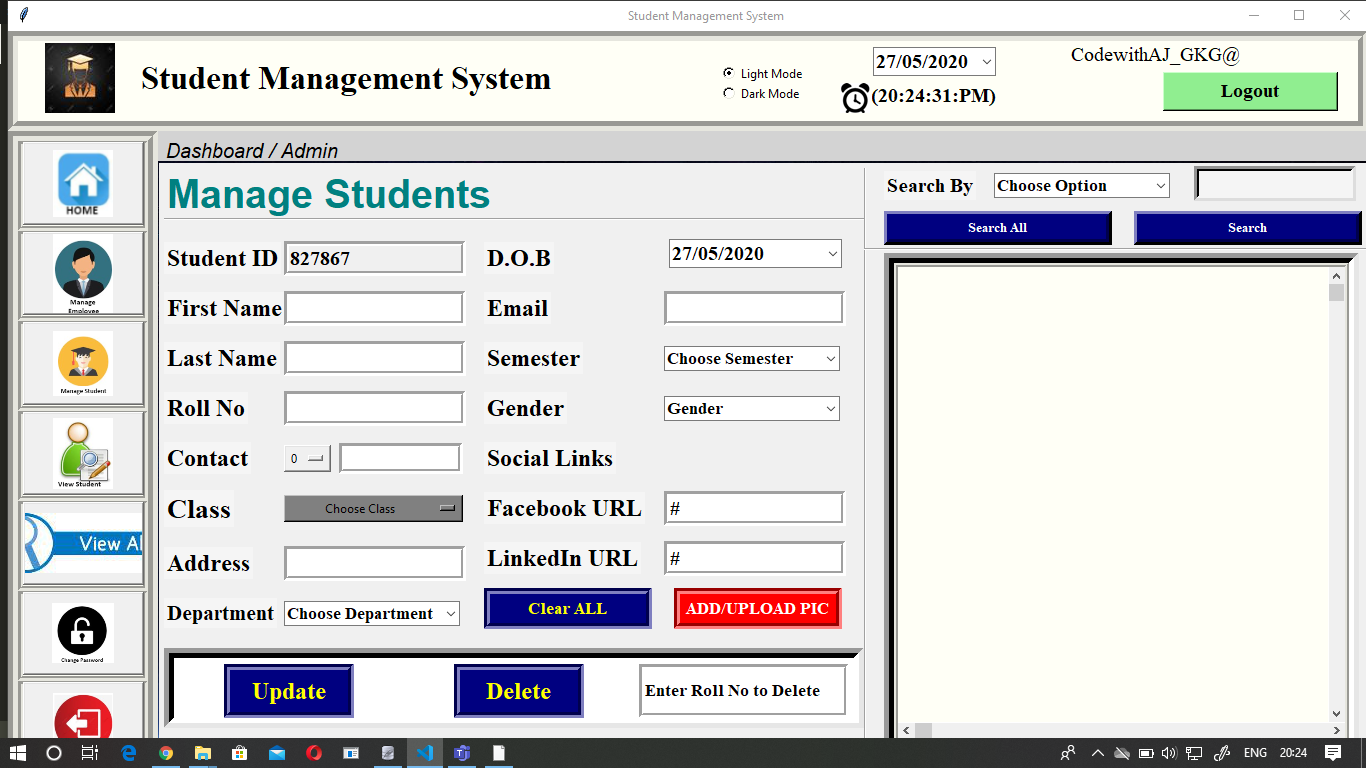 Student Management System
Student Management System
Light Mode
Dark Mode
27/05/2020
(20:24:31:PM)
CodewithAJ_GKG@
Logout
HOME
Manage
Employee
Manage Student
View Student
View Al
Change Password
Dashboard / Admin
Manage Students
Search By
Choose Option
Search All
Search
Student ID
827867
D.O.B
27/05/2020
First Name
Email
Last Name
Semester
Choose Semester
Roll No
Gender
Gender
Contact
0
Social Links
Class
Choose Class
Facebook URL
#
Address
LinkedIn URL
#
Department
Choose Department
Clear ALL
ADD/UPLOAD PIC
Update
Delete
Enter Roll No to Delete
ENG
20:24